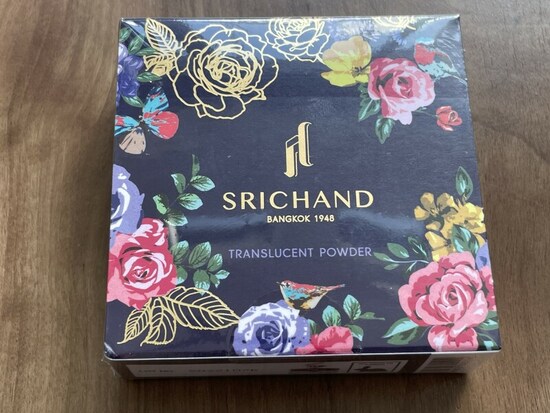 SRICHAND
BANGKOK 1948
TRANSLUCENT POWDER